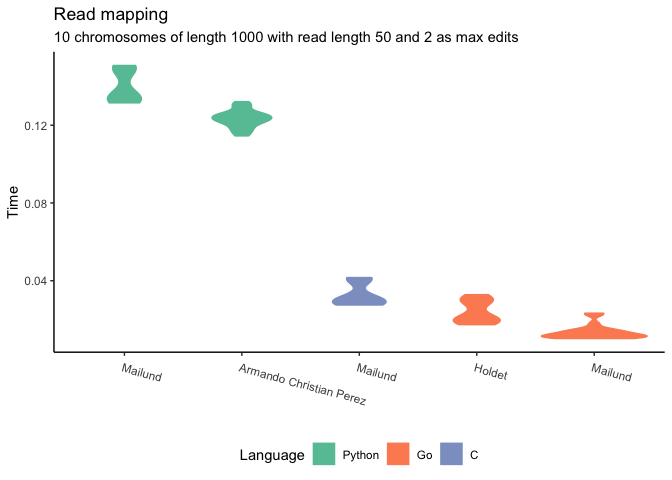 Read mapping
10 chromosomes of length 1000 with read length 50 and 2 as max edits
Time
0.12
0.08
0.04
Mailund
Armando Christian Perez
Mailund
Holdet
Mailund
Language Python Go C